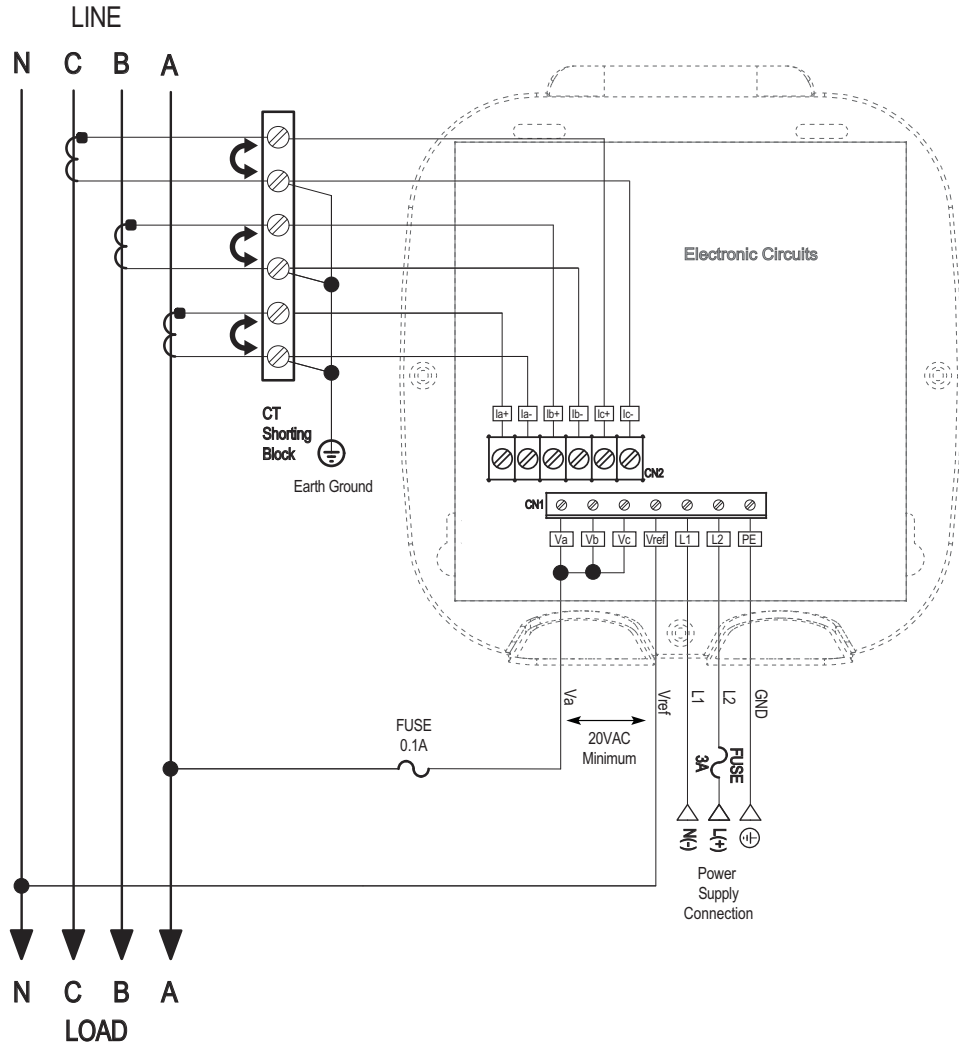 LINE
N C B A
Electronic Circuits
CT
Shorting
Block
Earth Ground
Ia+ Ia- Ib+ Ib- Ic+ Ic-
CN2
CN1
Va Vb Vc Vref L1 L2 PE
Va
Vref
L1
L2
GND
20VAC
Minimum
FUSE
0.1A
FUSE
3A
N(-)
L(+)
Power
Supply
Connection
N C B A
LOAD